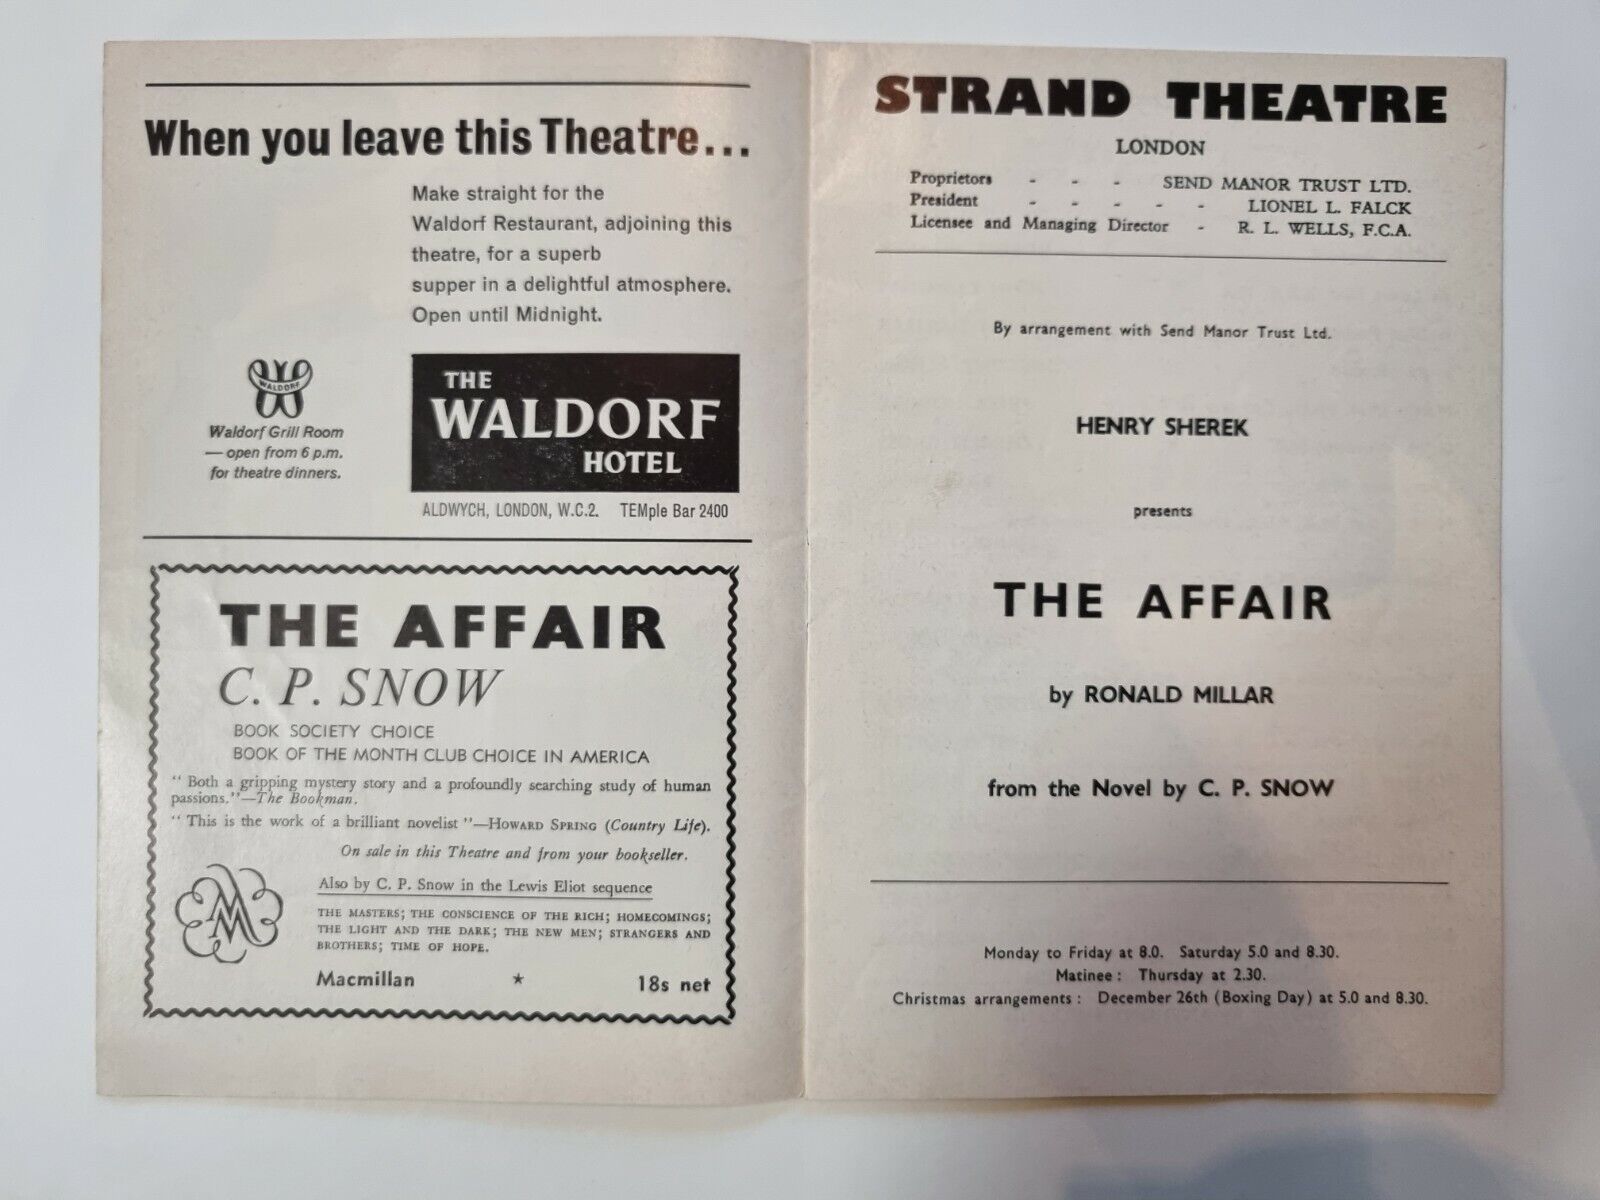 When you leave this Theatre...
Make straight for the
Waldorf Restaurant, adjoining this
theatre, for a superb
supper in a delightful atmosphere.
Open until Midnight.
WALDORF
Waldorf Grill Room
— open from 6 p.m.
for theatre dinners.
THE
WALDORF
HOTEL
ALDWYCH, LONDON, W.C.2. TEMple Bar 2400
THE AFFAIR
C. P. SNOW
BOOK SOCIETY CHOICE
BOOK OF THE MONTH CLUB CHOICE IN AMERICA
" Both a gripping mystery story and a profoundly searching study of human
passions."—The Bookman.
" This is the work of a brilliant novelist "—HOWARD SPRING (Country Life).
On sale in this Theatre and from your bookseller.
Also by C. P. Snow in the Lewis Eliot sequence
THE MASTERS; THE CONSCIENCE OF THE RICH; HOMECOMINGS;
THE LIGHT AND THE DARK; THE NEW MEN; STRANGERS AND
BROTHERS; TIME OF HOPE.
MM
Macmillan * 18s net
STRAND THEATRE
LONDON
Proprietors - - - SEND MANOR TRUST LTD.
President - - - - - LIONEL L. FALCK
Licensee and Managing Director - R. L. WELLS, F.C.A.
By arrangement with Send Manor Trust Ltd.
HENRY SHEREK
presents
THE AFFAIR
by RONALD MILLAR
from the Novel by C. P. SNOW
Monday to Friday at 8.0. Saturday 5.0 and 8.30.
Matinee : Thursday at 2.30.
Christmas arrangements : December 26th (Boxing Day) at 5.0 and 8.30.